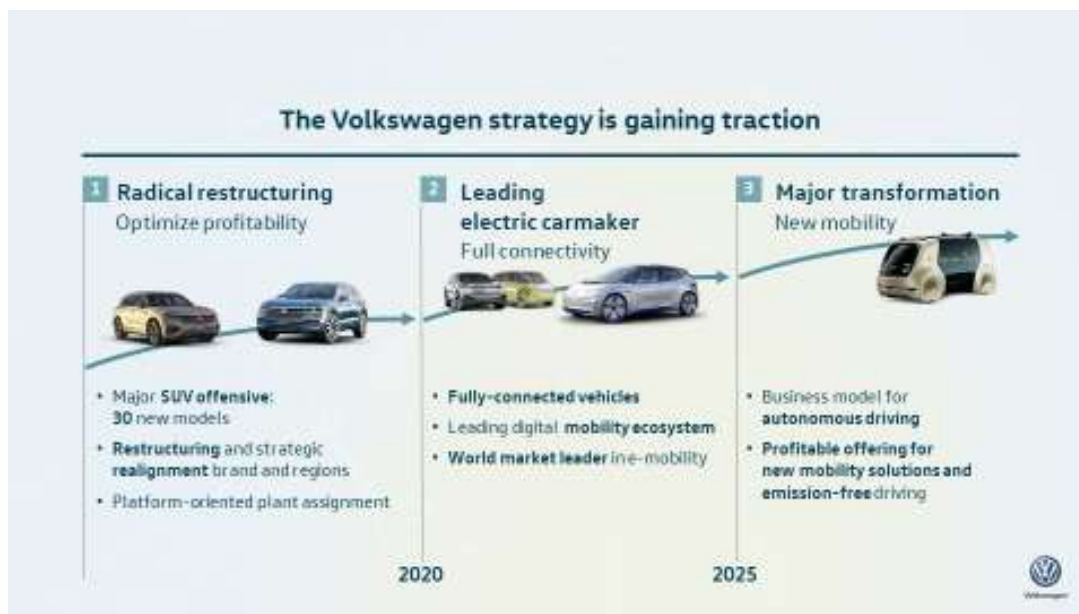 The Volkswagen strategy is gaining traction
1 Radical restructuring
Optimize profitability
• Major SUV offensive:
30 new models
• Restructuring and strategic
realignment brand and regions
• Platform-oriented plant assignment
2 Leading
electric carmaker
Full connectivity
• Fully-connected vehicles
• Leading digital mobility ecosystem
• World market leader in e-mobility
3 Major transformation
New mobility
• Business model for
autonomous driving
• Profitable offering for
new mobility solutions and
emission-free driving
2020
2025
Volkswagen